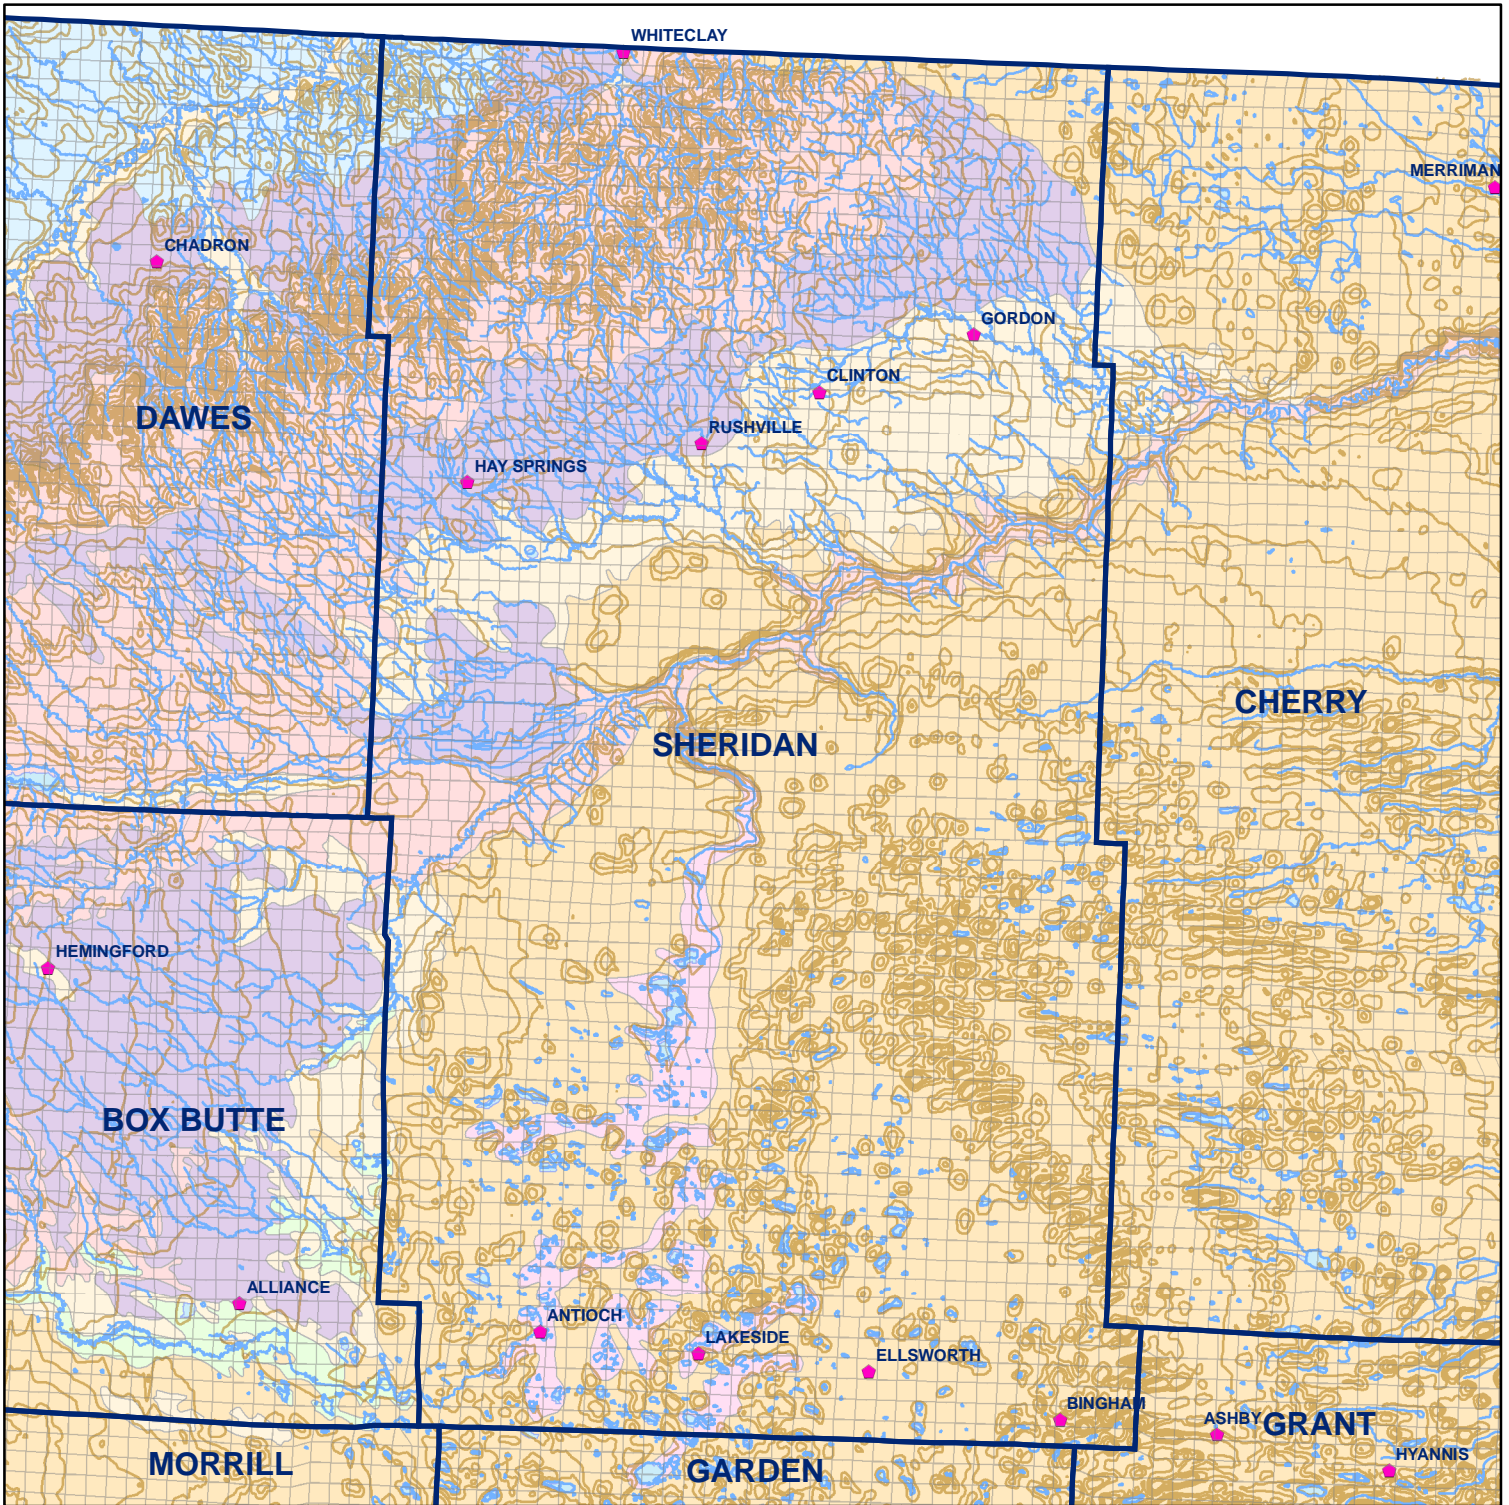 WHITECLAY
MERRIMAN
CHADRON
GORDON
CLINTON
DAWES
RUSHVILLE
HAY SPRINGS
CHERRY
SHERIDAN
HEMINGFORD
BOX BUTTE
ALLIANCE
ANTIOCH
LAKESIDE
ELLSWORTH
BINGHAM
ASHBY
GRANT
HYANNIS
MORRILL
GARDEN